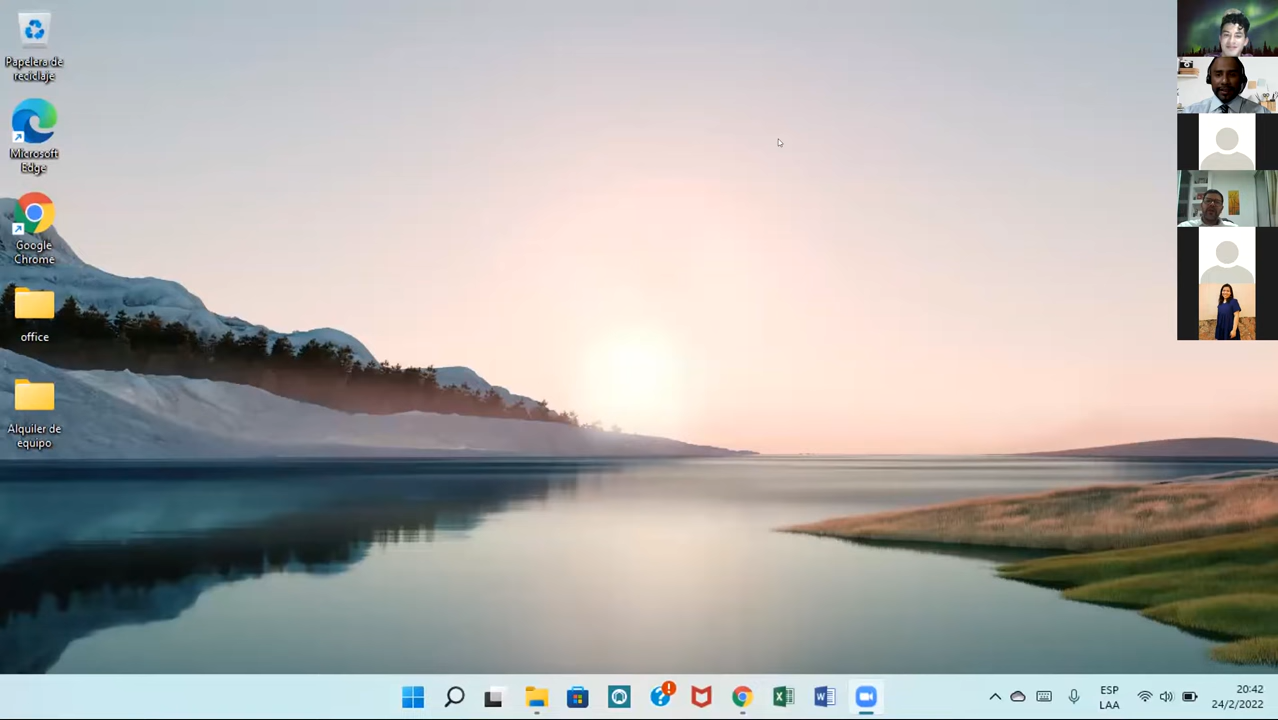 Papelera de
reciclaje
Microsoft
Edge
Google
Chrome
office
Alquiler de
equipo
ESP
LAA
20:42
24/2/2022